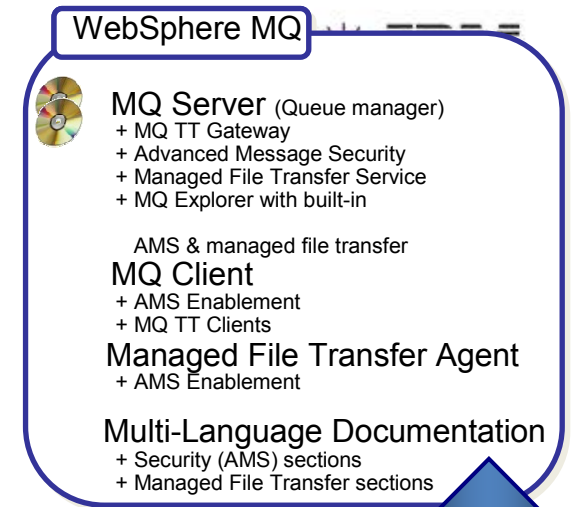 WebSphere MQ
MQ Server (Queue manager)
+ MQ TT Gateway
+ Advanced Message Security
+ Managed File Transfer Service
+ MQ Explorer with built-in
AMS & managed file transfer
MQ Client
+ AMS Enablement
+ MQ TT Clients
Managed File Transfer Agent
+ AMS Enablement
Multi-Language Documentation
+ Security (AMS) sections
+ Managed File Transfer sections